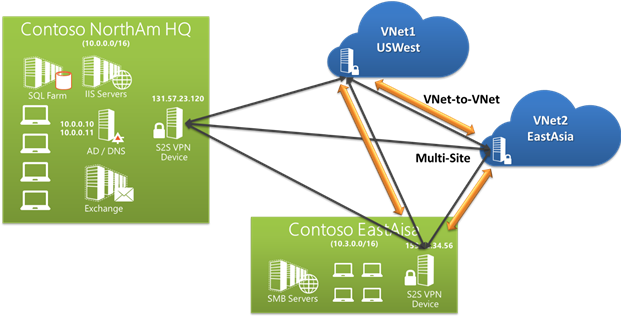 Contoso NorthAm HQ
(10.0.0.0/16)
SQL Farm
IIS Servers
131.57.23.120
10.0.0.10
10.0.0.11
AD / DNS
S2S VPN
Device
Exchange
VNet1
USWest
VNet-to-VNet
VNet2
EastAsia
Multi-Site
Contoso EastAisa
(10.3.0.0/16)
34.56
SMB Servers
S2S VPN
Device